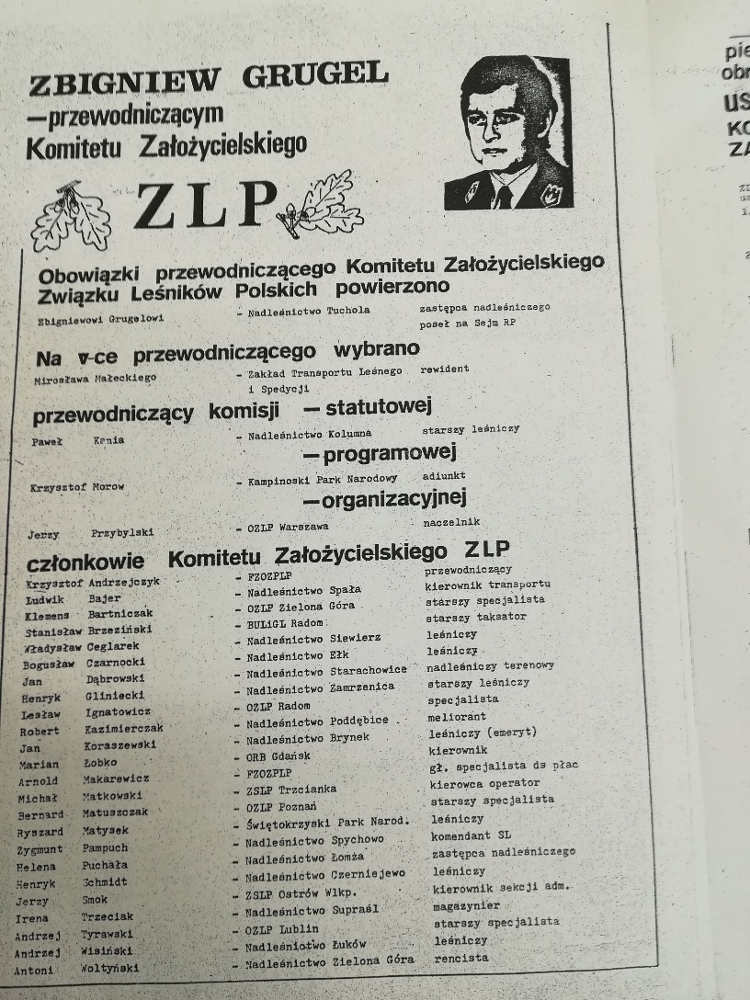 ZBIGNIEW GRUGEL
—przewodniczącym
Komitetu Założycielskiego
ZLP
Obowiązki przewodniczącego Komitetu Założycielskiego
Związku Leśników Polskich powierzono
Zbigniewowi Grugelowi - Nadleśnictwo Tuchola zastępca nadleśniczego
poseł na Sejm RP
Na v-ce przewodniczącego wybrano
Mirosława Małeckiego - Zakład Transportu Leśnego rewident
i Spedycji
przewodniczący komisji — statutowej
Paweł Kenia - Nadleśnictwo Kolumna starszy leśniczy
—programowej
Krzysztof Morow - Kampinoski Park Narodowy adiunkt
—organizacyjnej
Jerzy Przybylski - OZLP Warszawa naczelnik
członkowie Komitetu Założycielskiego ZLP
Krzysztof Andrzejczyk - FZOZPLP przewodniczący
Ludwik Bajer - Nadleśnictwo Spała kierownik transportu
Klemens Bartniczak - OZLP Zielona Góra starszy specjalista
Stanisław Brzeziński - BULiGL Radom starszy taksator
Władysław Ceglarek - Nadleśnictwo Siewierz leśniczy
Bogusław Czarnocki - Nadleśnictwo Ełk leśniczy
Jan Dąbrowski - Nadleśnictwo Starachowice nadleśniczy terenowy
Henryk Gliniecki - Nadleśnictwo Zamrzenica starszy leśniczy
Lesław Ignatowicz - OZLP Radom specjalista
Robert Kazimierczak - Nadleśnictwo Poddębice meliorant
Jan Koraszewski - Nadleśnictwo Brynek leśniczy (emeryt)
Marian Łobko - ORB Gdańsk kierownik
Arnold Makarewicz - FZOZPLP gł. specjalista ds płac
Michał Matkowski - ZSLP Trzcianka kierowca operator
Bernard Matuszczak - OZLP Poznań starszy specjalista
Ryszard Matysek - Świętokrzyski Park Narod. leśniczy
Zygmunt Pampuch - Nadleśnictwo Spychowo komendant SL
Helena Puchała - Nadleśnictwo Łomża zastępca nadleśniczego
Henryk Schmidt - Nadleśnictwo Czerniejewo leśniczy
Jerzy Smok - ZSLP Ostrów Wlkp. kierownik sekcji adm.
Irena Trzeciak - Nadleśnictwo Supraśl magazynier
Andrzej Tyrawski - OZLP Lublin starszy specjalista
Andrzej Wisiński - Nadleśnictwo Łuków leśniczy
Antoni Wołtyński - Nadleśnictwo Zielona Góra rencista